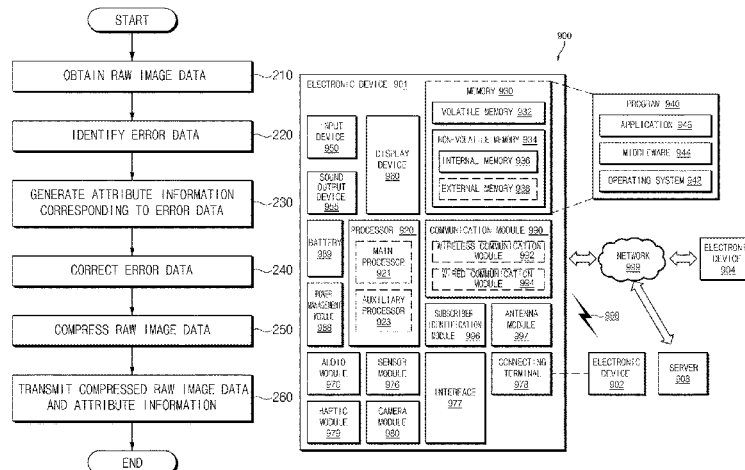 START
OBTAIN RAW IMAGE DATA
210
IDENTIFY ERROR DATA
220
GENERATE ATTRIBUTE INFORMATION
CORRESPONDING TO ERROR DATA
230
CORRECT ERROR DATA
240
COMPRESS RAW IMAGE DATA
250
TRANSMIT COMPRESSED RAW IMAGE DATA
AND ATTRIBUTE INFORMATION
260
END
900
ELECTRONIC DEVICE 901
INPUT
DEVICE
950
SOUND
OUTPUT
DEVICE
955
DISPLAY
DEVICE
960
MEMORY 930
VOLATILE MEMORY 932
NON-VOLATILE MEMORY 934
INTERNAL MEMORY 936
EXTERNAL MEMORY 938
PROGRAM 940
APPLICATION 946
MIDDLEWARE 944
OPERATING SYSTEM 942
BATTERY
989
POWER
MANAGEMENT
MODULE
988
PROCESSOR 920
MAIN
PROCESSOR
921
AUXILIARY
PROCESSOR
923
COMMUNICATION MODULE 990
WIRELESS COMMUNICATION
MODULE 992
WIRED COMMUNICATION
MODULE 994
SUBSCRIBER
IDENTIFICATION
MODULE 996
ANTENNA
MODULE 997
AUDIO
MODULE
970
SENSOR
MODULE
976
INTERFACE
977
CONNECTING
TERMINAL
978
HAPTIC
MODULE
979
CAMERA
MODULE
980
NETWORK
999
ELECTRONIC
DEVICE
904
998
ELECTRONIC
DEVICE
902
SERVER
908